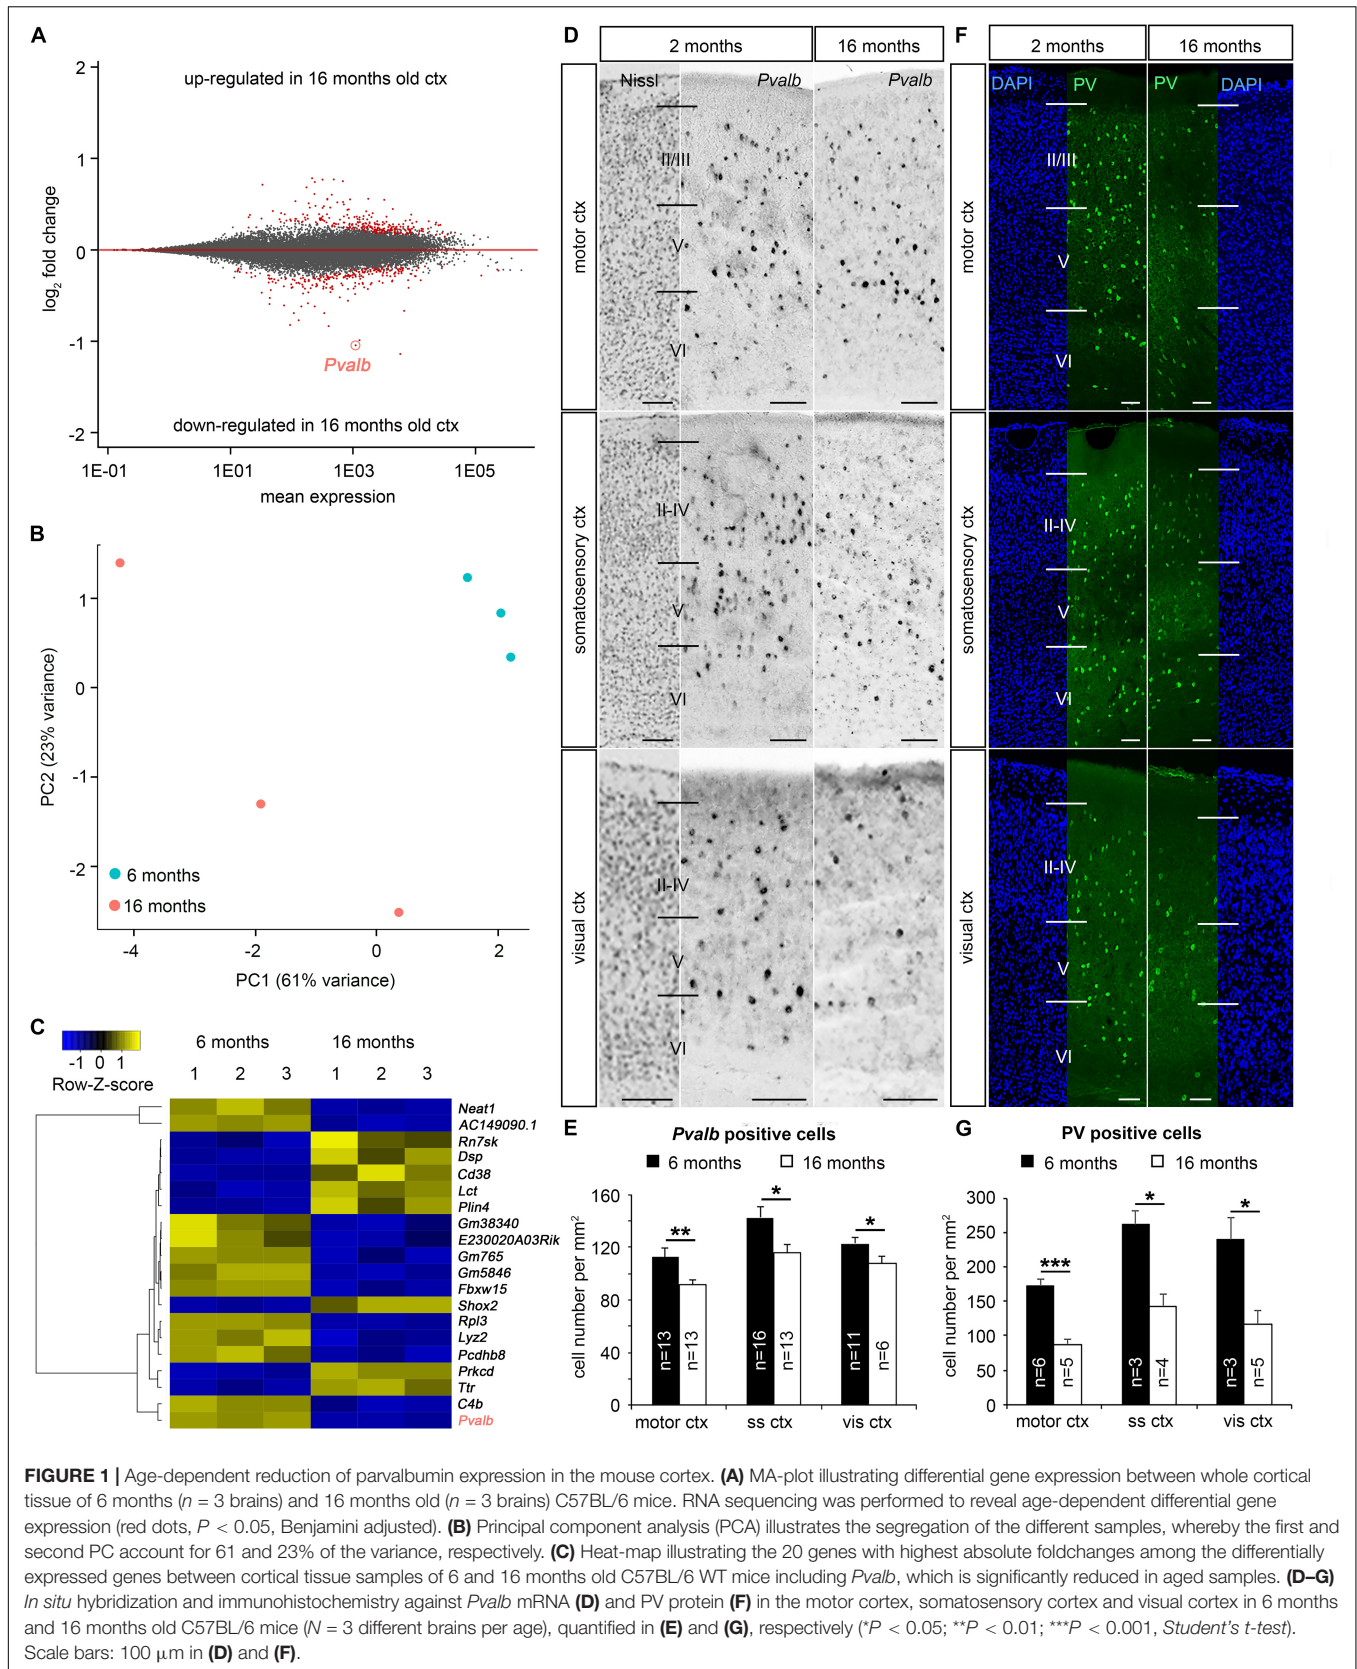 A
2
up-regulated in 16 months old ctx
1
0
-1
-2
log2 fold change
Pvalb
down-regulated in 16 months old ctx
1E-01
1E01
1E03
1E05
mean expression
B
1
0
-1
-2
PC2 (23% variance)
6 months
16 months
-4
-2
0
2
PC1 (61% variance)
C
-1 0 1
Row-Z-score
6 months
16 months
1 2 3 1 2 3
Neat1
AC149090.1
Rn7sk
Dsp
Cd38
Lct
Plin4
Gm38340
E230020A03Rik
Gm765
Gm5846
Fbxw15
Shox2
Rpl3
Lyz2
Pcdhb8
Prkcd
Ttr
C4b
Pvalb
D
2 months
16 months
motor ctx
Nissl
Pvalb
Pvalb
II/III
V
VI
somatosensory ctx
II-IV
V
VI
visual ctx
II-IV
V
VI
F
2 months
16 months
motor ctx
DAPI
PV
PV
DAPI
II/III
V
VI
somatosensory ctx
II-IV
V
VI
visual ctx
II-IV
V
VI
E
Pvalb positive cells
6 months
16 months
cell number per mm2
160
120
80
40
0
**
*
*
n=13
n=13
n=16
n=13
n=11
n=6
motor ctx
ss ctx
vis ctx
G
PV positive cells
6 months
16 months
cell number per mm2
300
250
200
150
100
50
0
***
*
*
n=6
n=5
n=3
n=4
n=3
n=5
motor ctx
ss ctx
vis ctx
FIGURE 1 | Age-dependent reduction of parvalbumin expression in the mouse cortex. (A) MA-plot illustrating differential gene expression between whole cortical
tissue of 6 months (n = 3 brains) and 16 months old (n = 3 brains) C57BL/6 mice. RNA sequencing was performed to reveal age-dependent differential gene
expression (red dots, P < 0.05, Benjamini adjusted). (B) Principal component analysis (PCA) illustrates the segregation of the different samples, whereby the first and
second PC account for 61 and 23% of the variance, respectively. (C) Heat-map illustrating the 20 genes with highest absolute foldchanges among the differentially
expressed genes between cortical tissue samples of 6 and 16 months old C57BL/6 WT mice including Pvalb, which is significantly reduced in aged samples. (D–G)
In situ hybridization and immunohistochemistry against Pvalb mRNA (D) and PV protein (F) in the motor cortex, somatosensory cortex and visual cortex in 6 months
and 16 months old C57BL/6 mice (N = 3 different brains per age), quantified in (E) and (G), respectively (*P < 0.05; **P < 0.01; ***P < 0.001, Student's t-test).
Scale bars: 100 μm in (D) and (F).